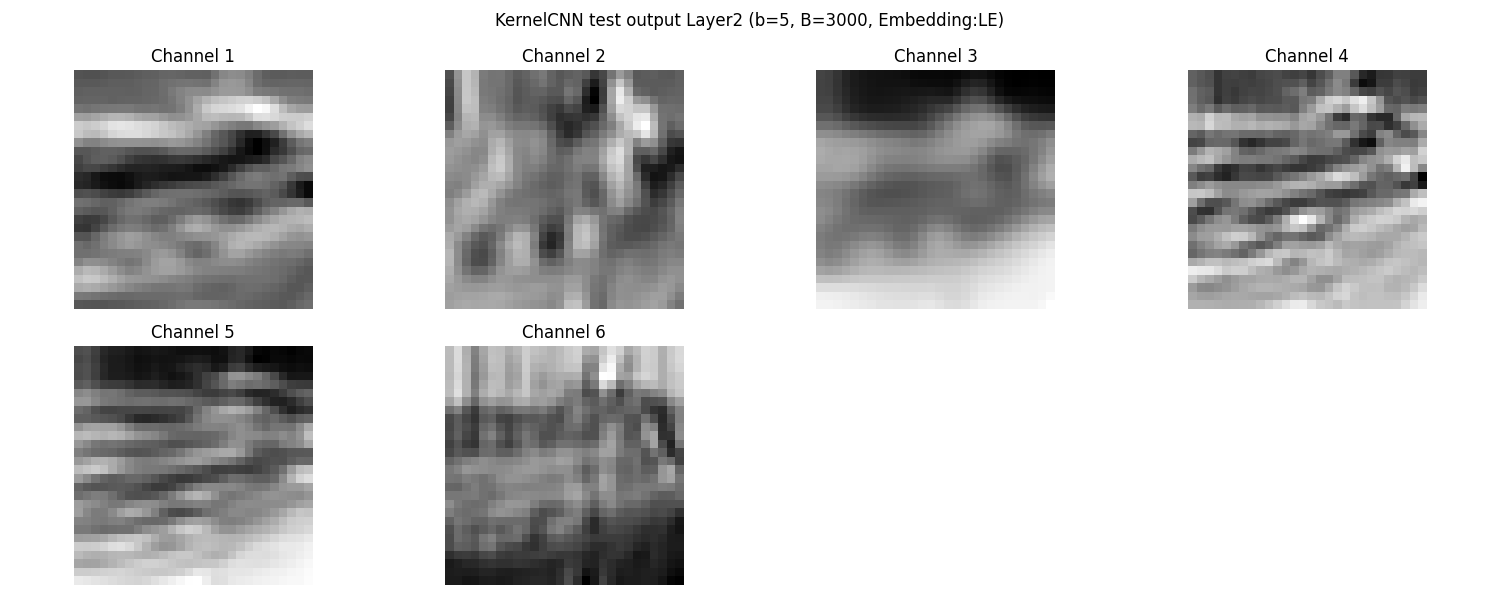 KernelCNN test output Layer2 (b=5, B=3000, Embedding:LE)
Channel 1
Channel 2
Channel 3
Channel 4
Channel 5
Channel 6